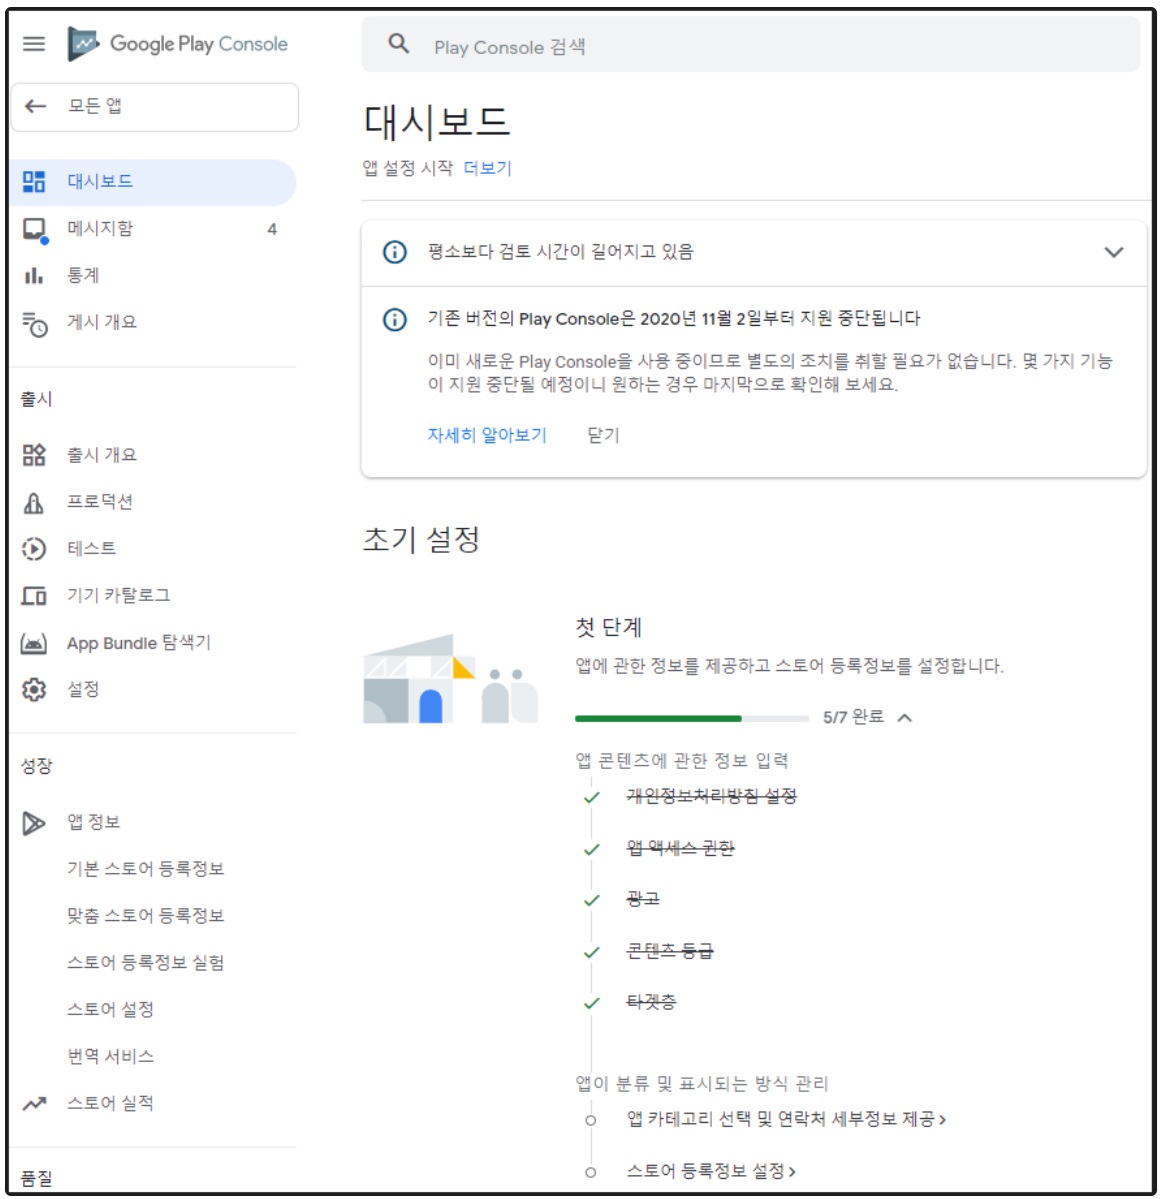 Google Play Console
Play Console 검색
모든 앱
대시보드
메시지함 4
통계
게시 개요
출시
출시 개요
프로덕션
테스트
기기 카탈로그
App Bundle 탐색기
설정
성장
앱 정보
기본 스토어 등록정보
맞춤 스토어 등록정보
스토어 등록정보 실험
스토어 설정
번역 서비스
스토어 실적
품질
대시보드
앱 설정 시작 더보기
평소보다 검토 시간이 길어지고 있음
기존 버전의 Play Console은 2020년 11월 2일부터 지원 중단됩니다
이미 새로운 Play Console을 사용 중이므로 별도의 조치를 취할 필요가 없습니다. 몇 가지 기능
이 지원 중단될 예정이니 원하는 경우 마지막으로 확인해 보세요.
자세히 알아보기 닫기
초기 설정
첫 단계
앱에 관한 정보를 제공하고 스토어 등록정보를 설정합니다.
5/7 완료
앱 콘텐츠에 관한 정보 입력
개인정보처리방침 설정
앱 액세스 권한
광고
콘텐츠 등급
타겟층
앱이 분류 및 표시되는 방식 관리
앱 카테고리 선택 및 연락처 세부정보 제공 >
스토어 등록정보 설정 >